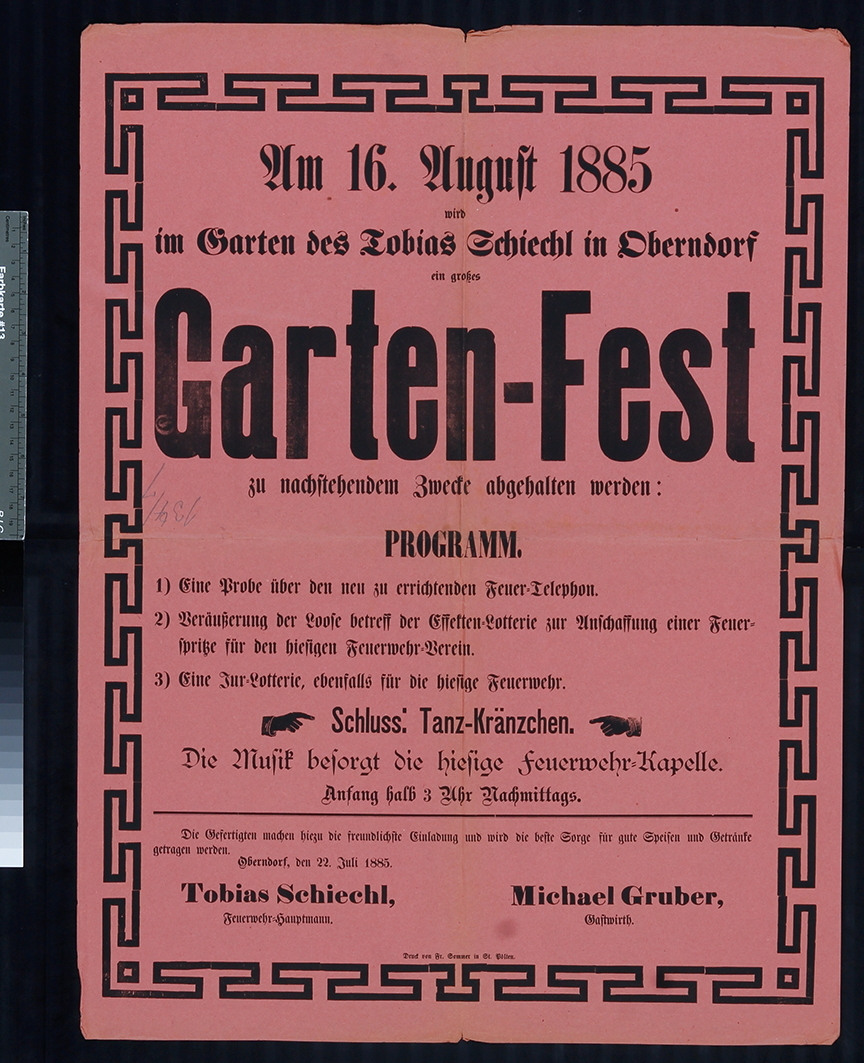 Am 16. August 1885
wird
im Garten des Tobias Schiechl in Oberndorf
ein großes
Garten-Fest
zu nachstehendem Zwecke abgehalten werden:
PROGRAMM.
1) Eine Probe über den neu zu errichtenden Feuer-Telephon.
2) Veräußerung der Loose betreff der Effekten-Lotterie zur Anschaffung einer Feuer-
spritze für den hiesigen Feuerwehr-Verein.
3) Eine Jux-Lotterie, ebenfalls für die hiesige Feuerwehr.
Schluss: Tanz-Kränzchen.
Die Musik besorgt die hiesige Feuerwehr-Kapelle.
Anfang halb 3 Uhr Nachmittags.
Die Gefertigten machen hiezu die freundlichste Einladung und wird die beste Sorge für gute Speisen und Getränke
getragen werden.
Oberndorf, den 22. Juli 1885.
Tobias Schiechl,
Feuerwehr-Hauptmann.
Michael Gruber,
Gastwirth.
Druck von Fr. Sommer in St. Pölten.
Farbkarte #13